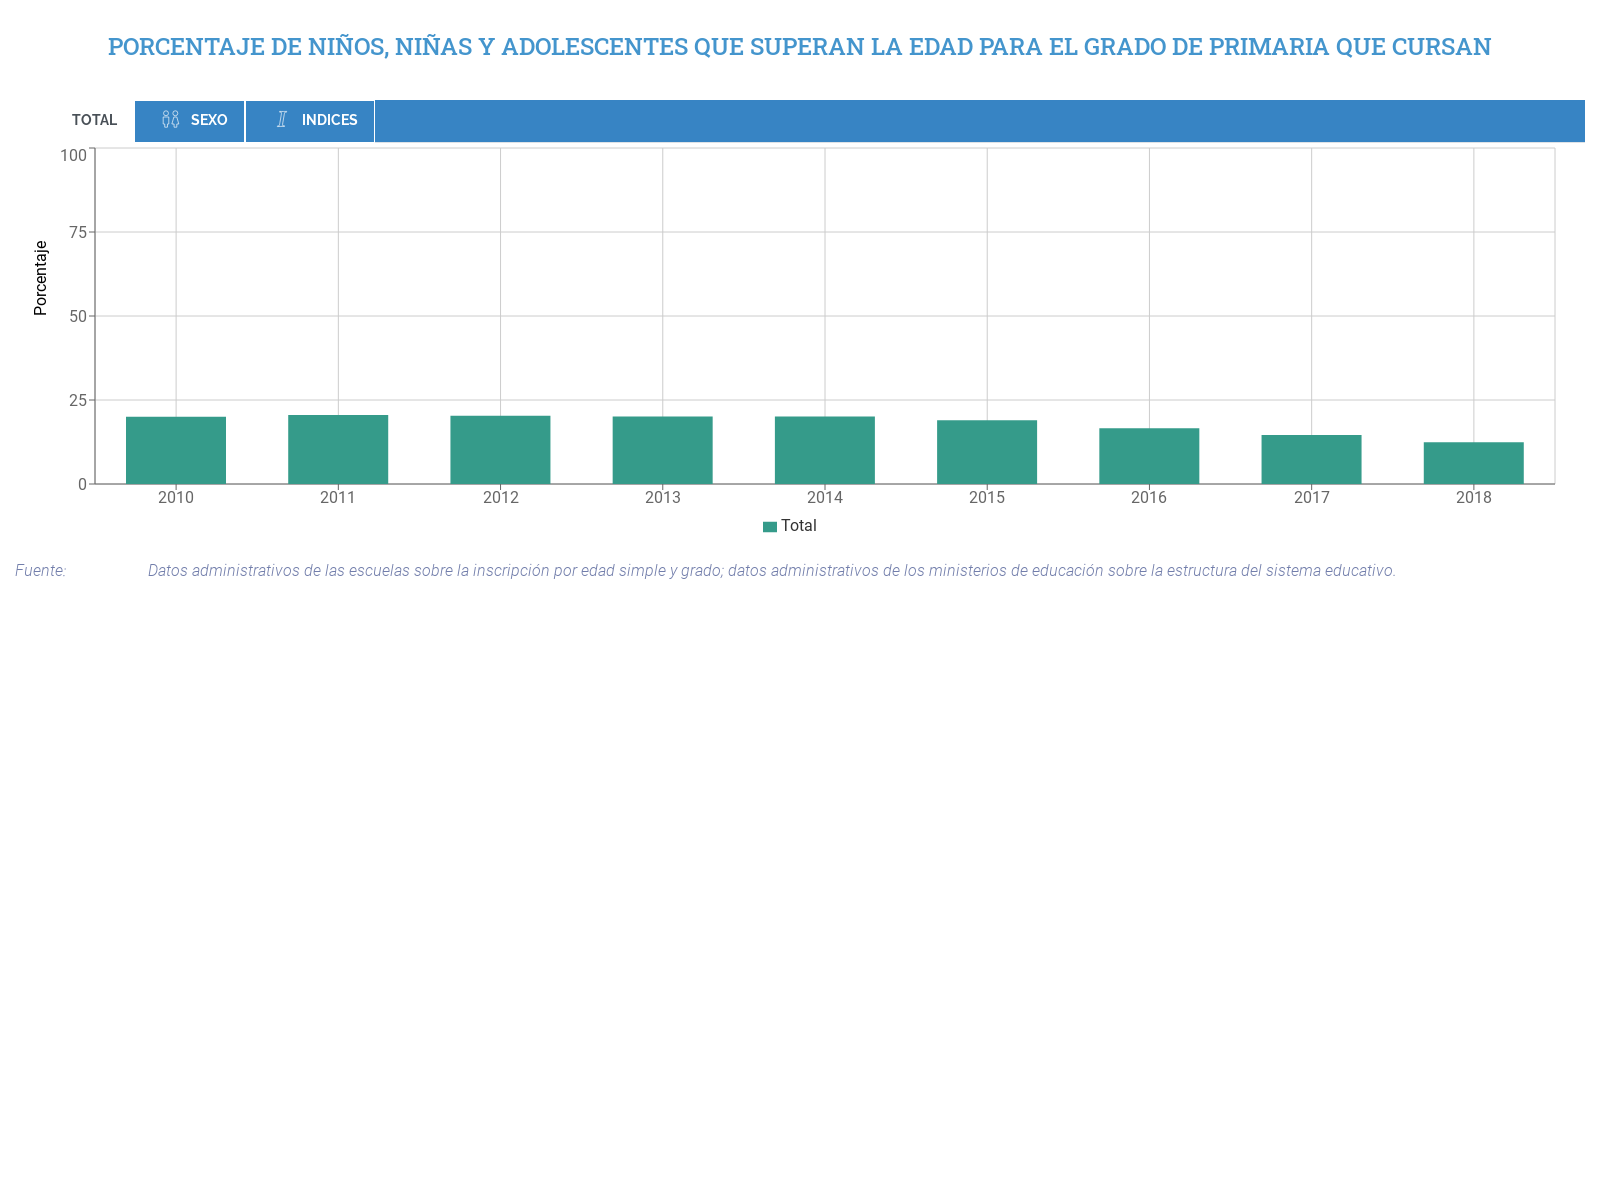 PORCENTAJE DE NIÑOS, NIÑAS Y ADOLESCENTES QUE SUPERAN LA EDAD PARA EL GRADO DE PRIMARIA QUE CURSAN
TOTAL SEXO INDICES
100
75
50
25
0
Porcentaje
2010 2011 2012 2013 2014 2015 2016 2017 2018
Total
Fuente: Datos administrativos de las escuelas sobre la inscripción por edad simple y grado; datos administrativos de los ministerios de educación sobre la estructura del sistema educativo.